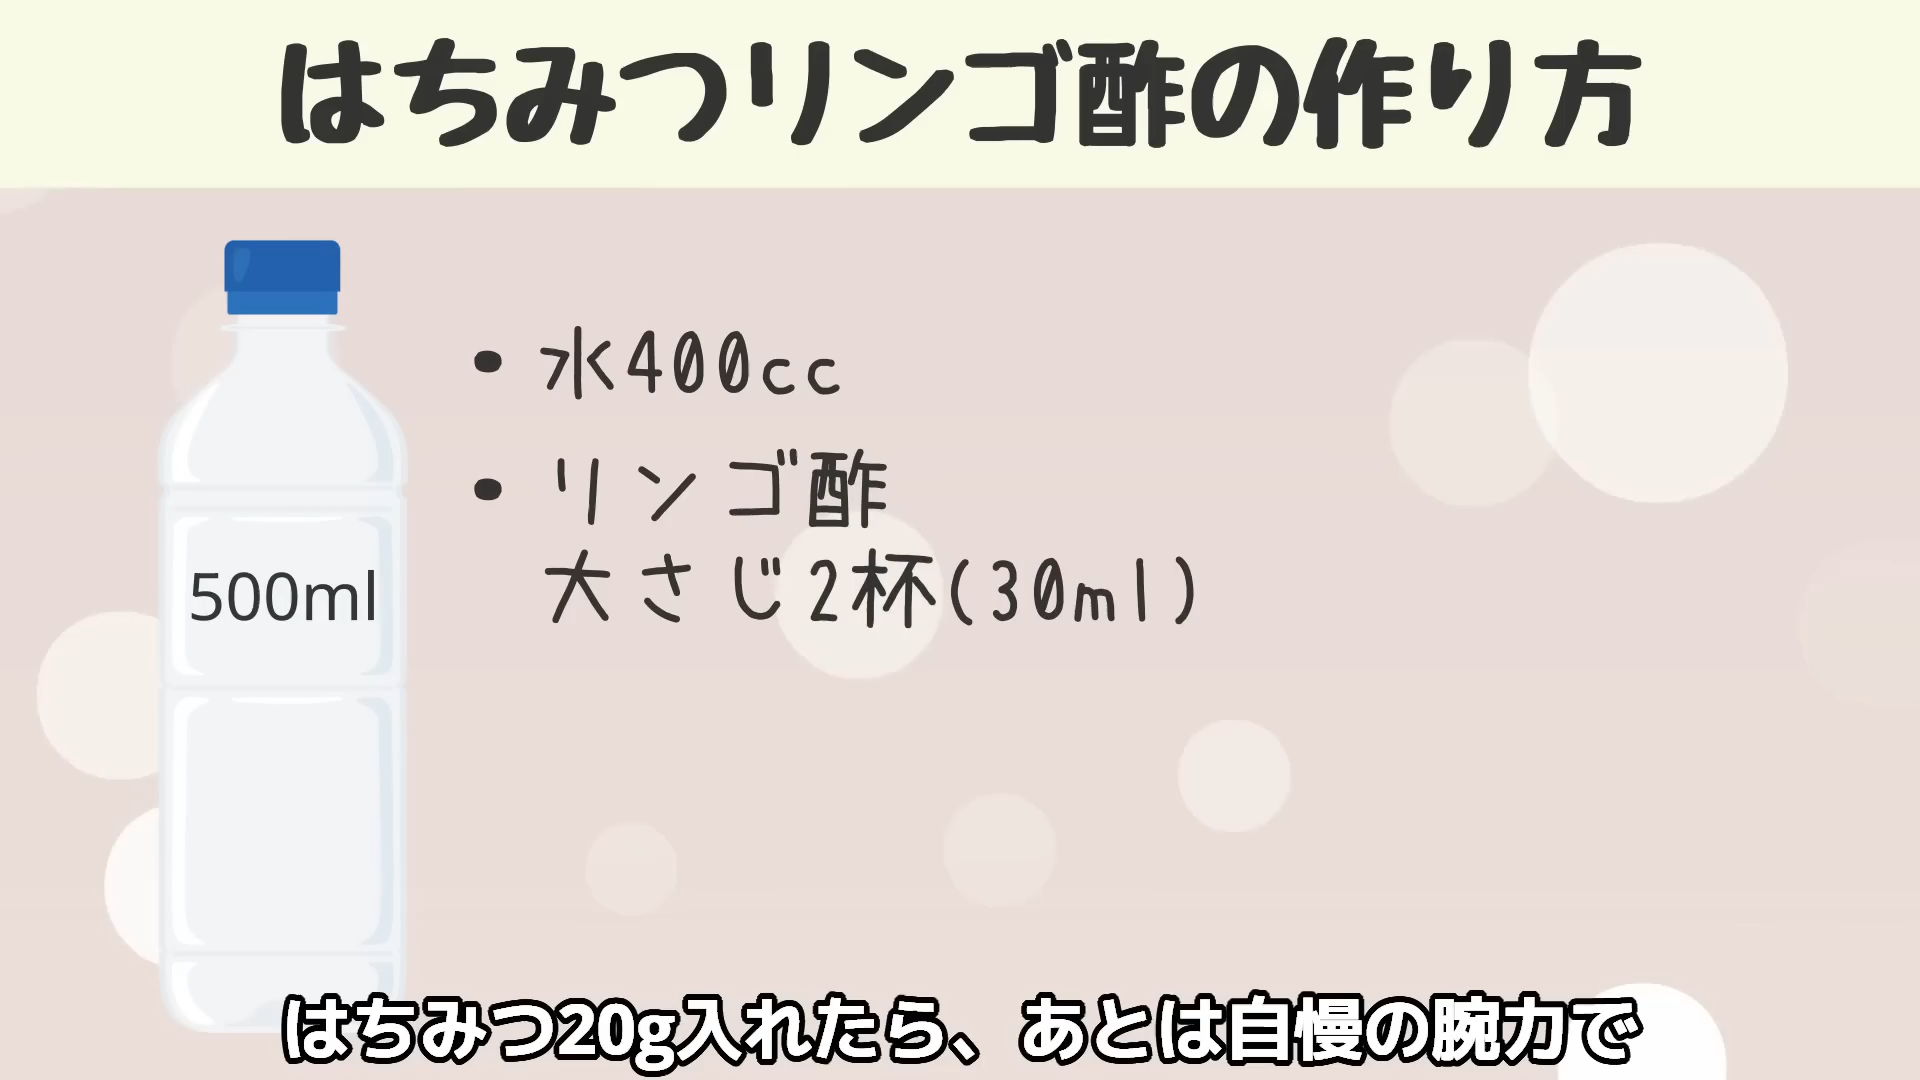 はちみつリンゴ酢の作り方
・水400cc
・リンゴ酢
大さじ2杯(30ml)
500ml
はちみつ20g入れたら、あとは自慢の腕力で